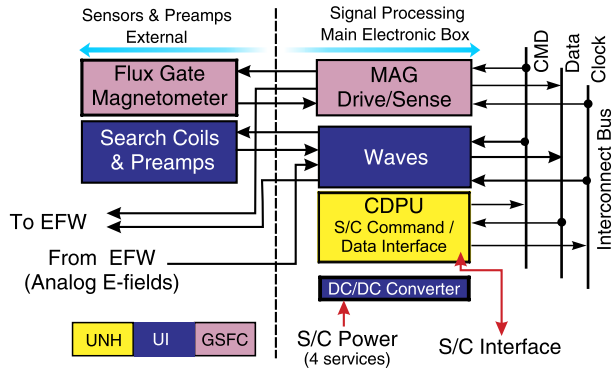 Sensors & Preamps
External
Signal Processing
Main Electronic Box
Flux Gate
Magnetometer
MAG
Drive/Sense
Search Coils
& Preamps
Waves
CDPU
S/C Command /
Data Interface
To EFW
From EFW
(Analog E-fields)
DC/DC Converter
S/C Power
(4 services)
S/C Interface
CMD
Data
Clock
Interconnect Bus
UNH
UI
GSFC